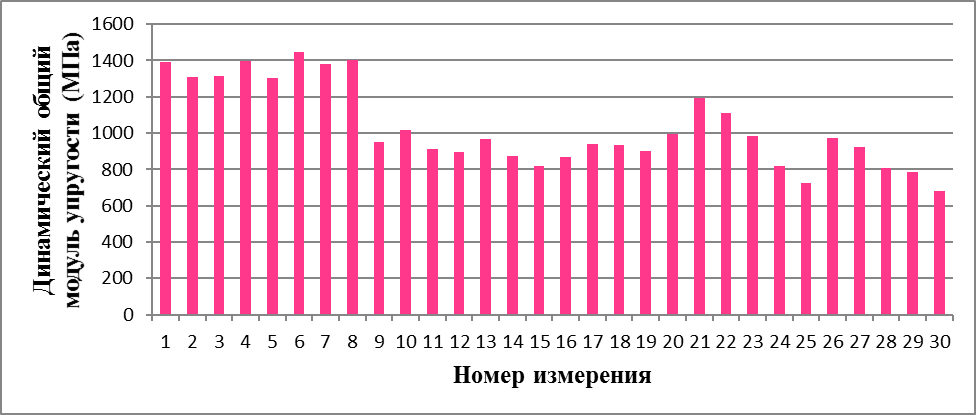 Динамический общий
модуль упругости (МПа)
1600
1400
1200
1000
800
600
400
200
0
1 2 3 4 5 6 7 8 9 10 11 12 13 14 15 16 17 18 19 20 21 22 23 24 25 26 27 28 29 30
Номер измерения